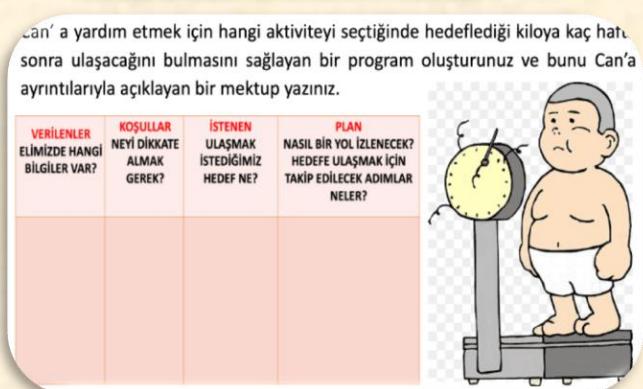 Can' a yardım etmek için hangi aktiviteyi seçtiğinde hedeflediği kiloya kaç
sonra ulaşacağını bulmasını sağlayan bir program oluşturunuz ve bunu Can'a
ayrıntılarıyla açıklayan bir mektup yazınız.
VERİLENLER
ELİMİZDE HANGİ
BİLGİLER VAR?
KOŞULLAR
NEYİ DİKKATE
ALMAK
GEREK?
İSTENEN
ULAŞMAK
İSTEDİĞİMİZ
HEDEF NE?
PLAN
NASIL BİR YOL İZLENECEK?
HEDEFE ULAŞMAK İÇİN
TAKİP EDİLECEK ADIMLAR
NELER?